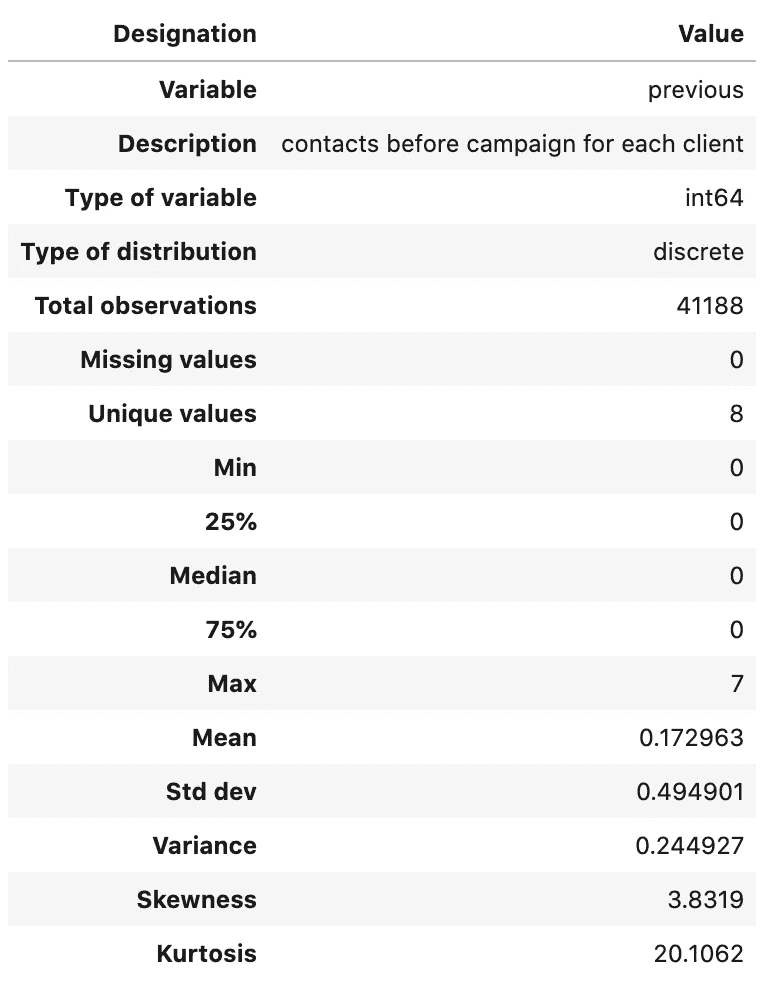 Designation Value
Variable previous
Description contacts before campaign for each client
Type of variable int64
Type of distribution discrete
Total observations 41188
Missing values 0
Unique values 8
Min 0
25% 0
Median 0
75% 0
Max 7
Mean 0.172963
Std dev 0.494901
Variance 0.244927
Skewness 3.8319
Kurtosis 20.1062